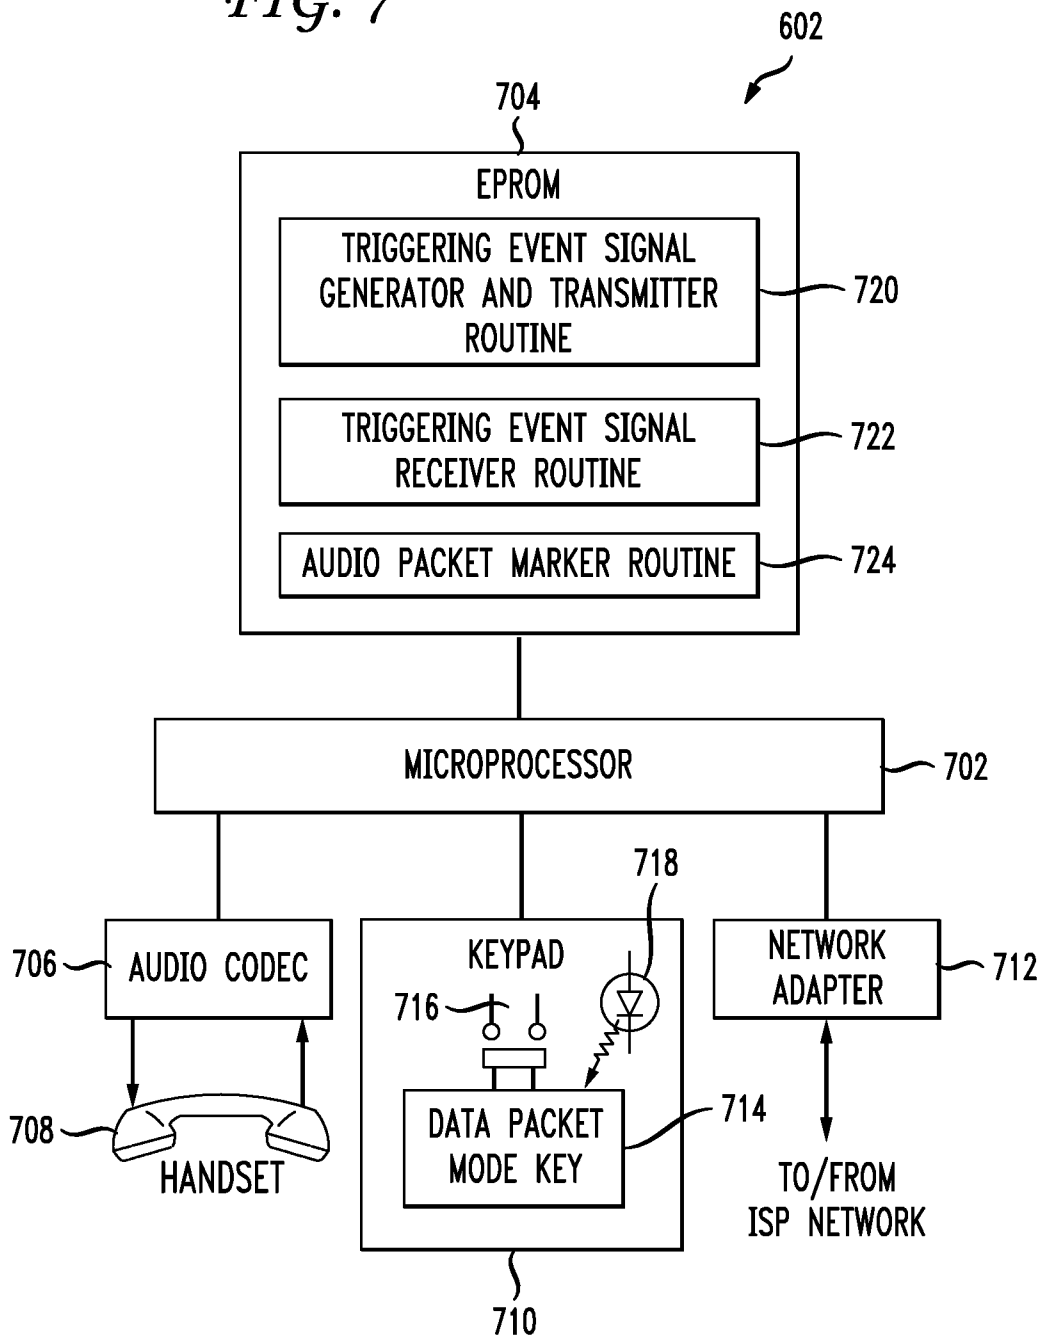 FIG. 7
602
704
EPROM
TRIGGERING EVENT SIGNAL
GENERATOR AND TRANSMITTER
ROUTINE
720
TRIGGERING EVENT SIGNAL
RECEIVER ROUTINE
722
AUDIO PACKET MARKER ROUTINE
724
MICROPROCESSOR
702
718
706
AUDIO CODEC
KEYPAD
716
NETWORK
ADAPTER
712
708
HANDSET
DATA PACKET
MODE KEY
714
TO/FROM
ISP NETWORK
710